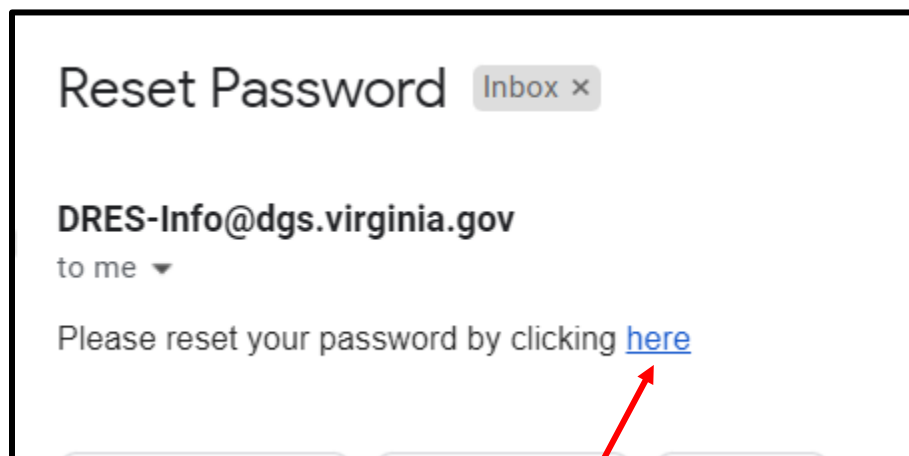 Reset Password Inbox ×
DRES-Info@dgs.virginia.gov
to me
Please reset your password by clicking here